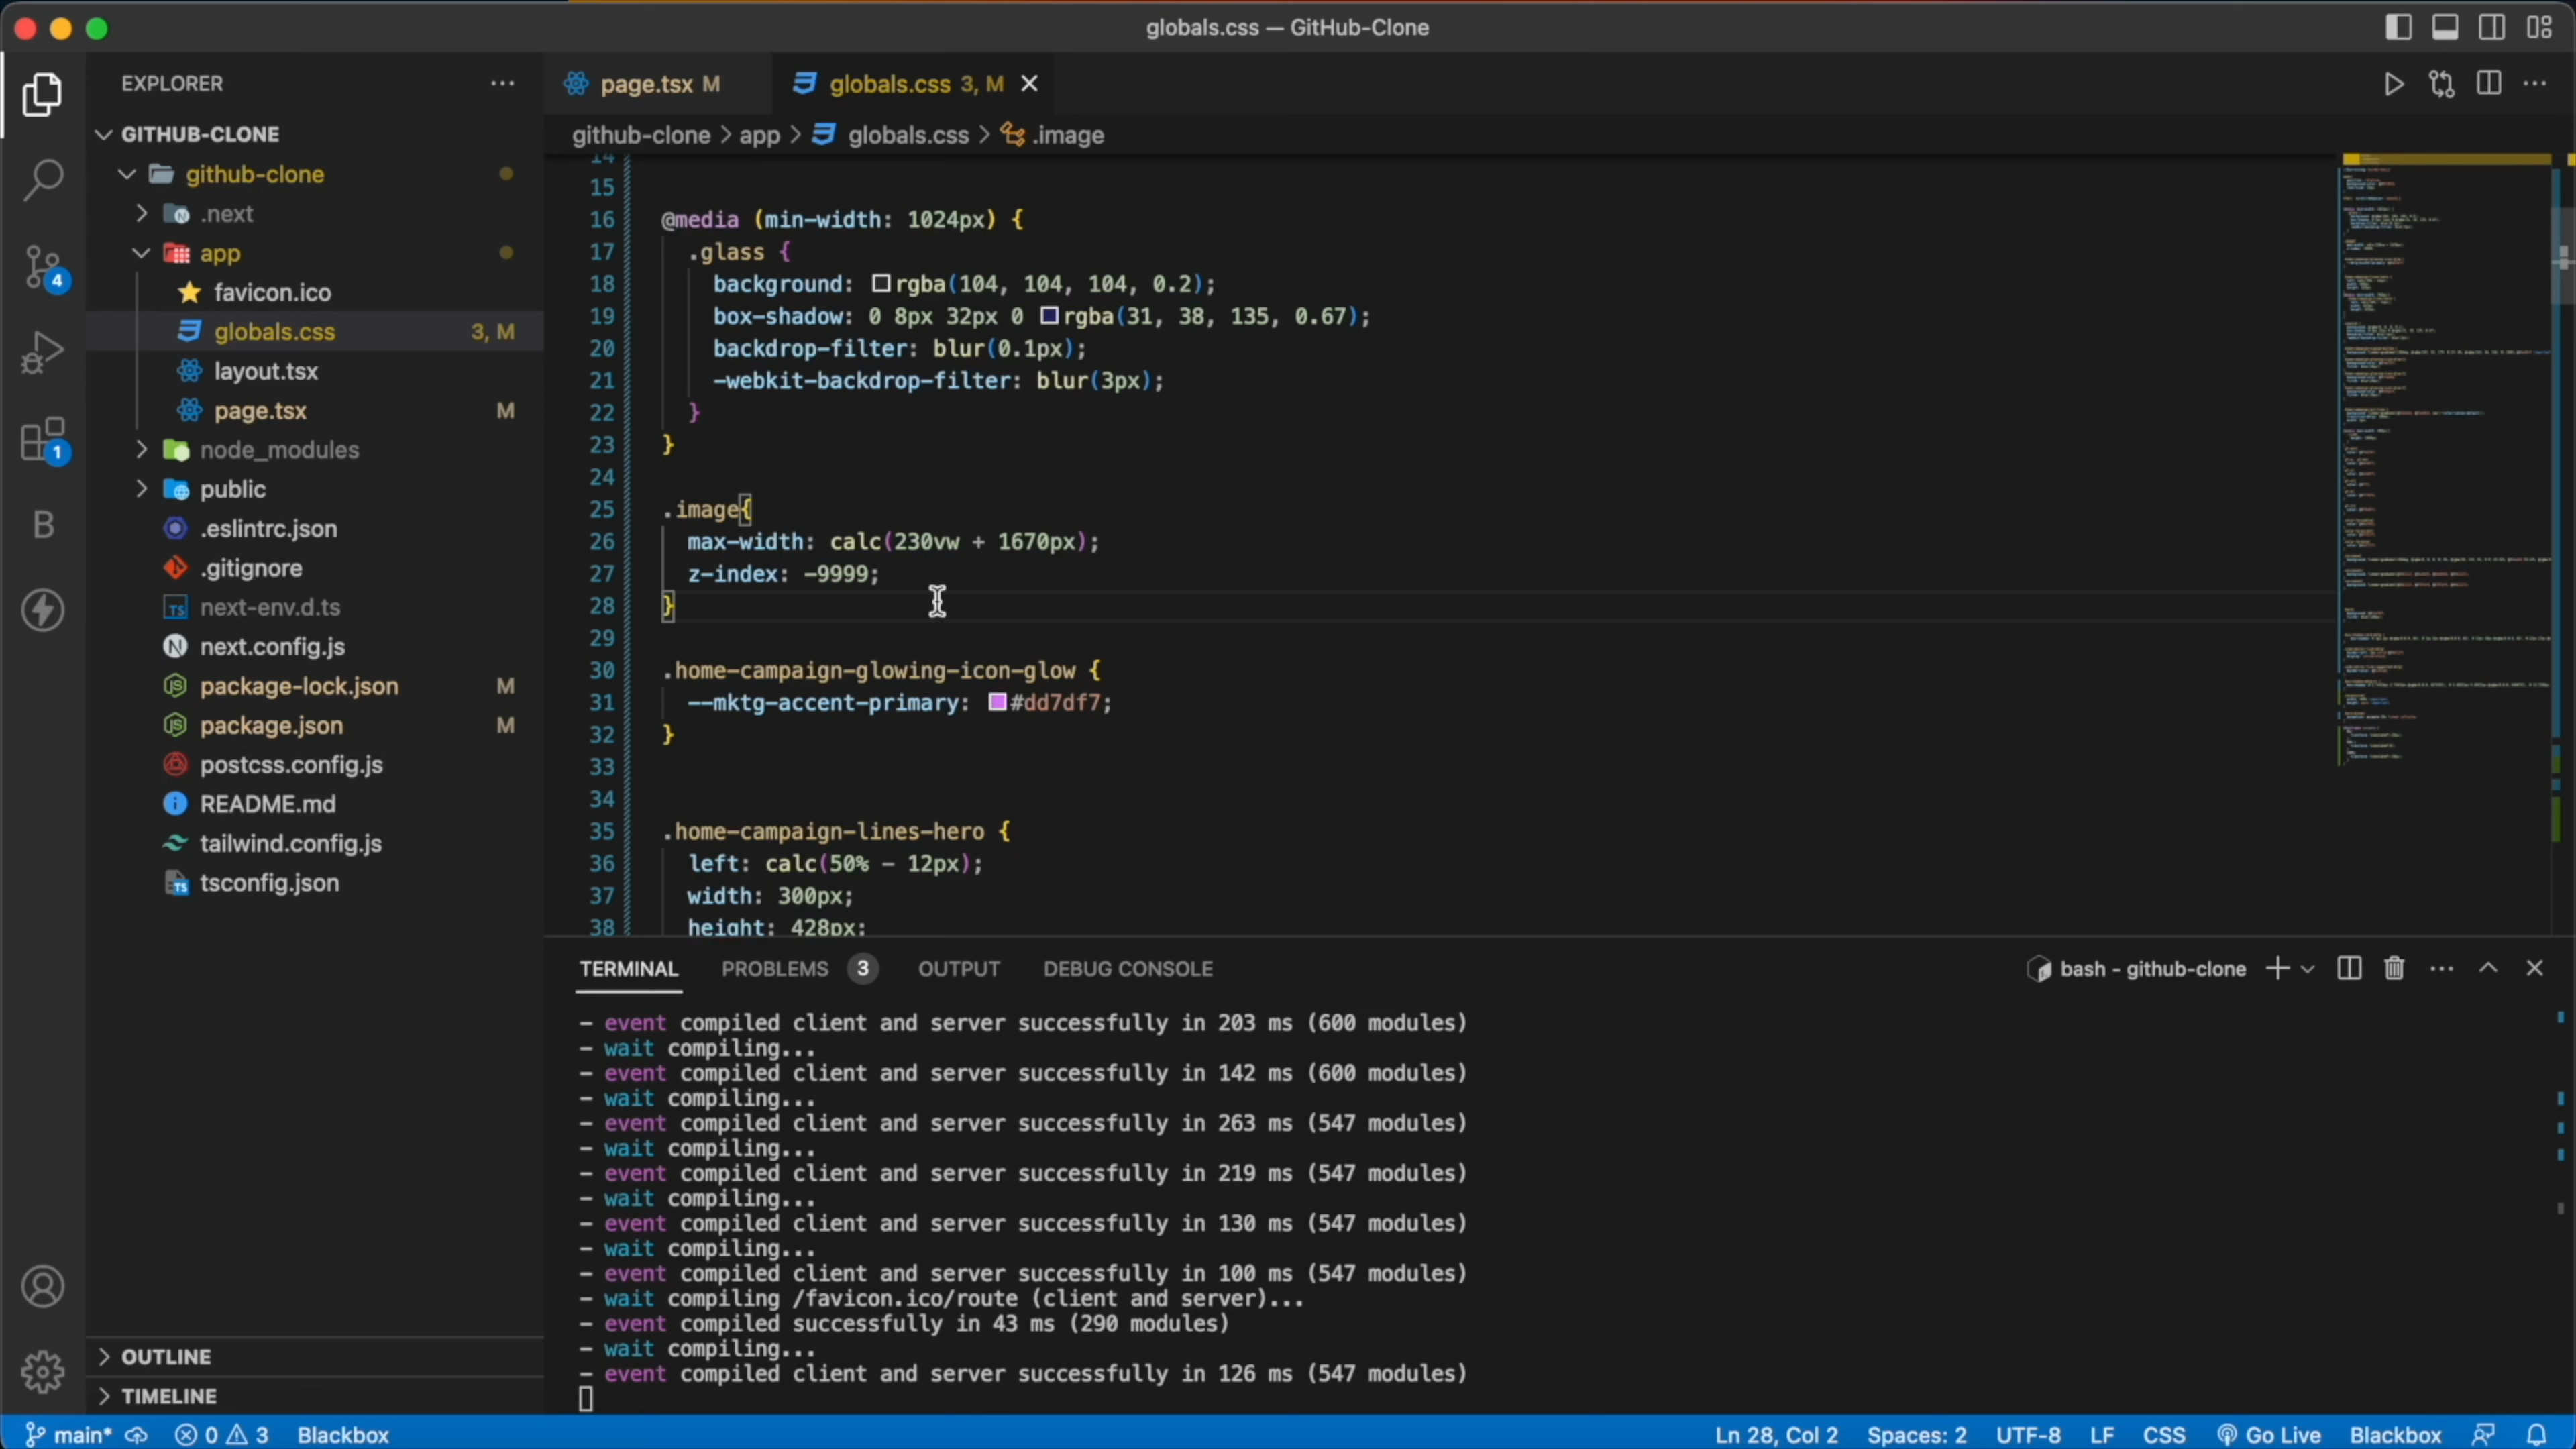 globals.css — GitHub-Clone
EXPLORER
page.tsx M
globals.css 3, M
GITHUB-CLONE
github-clone > app > globals.css > .image
github-clone
.next
app
favicon.ico
globals.css 3, M
layout.tsx
page.tsx M
node_modules
public
.eslintrc.json
.gitignore
next-env.d.ts
next.config.js
package-lock.json M
package.json M
postcss.config.js
README.md
tailwind.config.js
tsconfig.json
OUTLINE
TIMELINE
4
1
B
14
15
16 @media (min-width: 1024px) {
17 .glass {
18 background: rgba(104, 104, 104, 0.2);
19 box-shadow: 0 8px 32px 0 rgba(31, 38, 135, 0.67);
20 backdrop-filter: blur(0.1px);
21 -webkit-backdrop-filter: blur(3px);
22 }
23 }
24
25 .image{
26 max-width: calc(230vw + 1670px);
27 z-index: -9999;
28 }
29
30 .home-campaign-glowing-icon-glow {
31 --mktg-accent-primary: #dd7df7;
32 }
33
34
35 .home-campaign-lines-hero {
36 left: calc(50% - 12px);
37 width: 300px;
38 height: 428px;
TERMINAL PROBLEMS 3 OUTPUT DEBUG CONSOLE
bash - github-clone
- event compiled client and server successfully in 203 ms (600 modules)
- wait compiling...
- event compiled client and server successfully in 142 ms (600 modules)
- wait compiling...
- event compiled client and server successfully in 263 ms (547 modules)
- wait compiling...
- event compiled client and server successfully in 219 ms (547 modules)
- wait compiling...
- event compiled client and server successfully in 130 ms (547 modules)
- wait compiling...
- event compiled client and server successfully in 100 ms (547 modules)
- wait compiling /favicon.ico/route (client and server)...
- event compiled successfully in 43 ms (290 modules)
- wait compiling...
- event compiled client and server successfully in 126 ms (547 modules)
main* 0 3 Blackbox
Ln 28, Col 2 Spaces: 2 UTF-8 LF CSS Go Live Blackbox